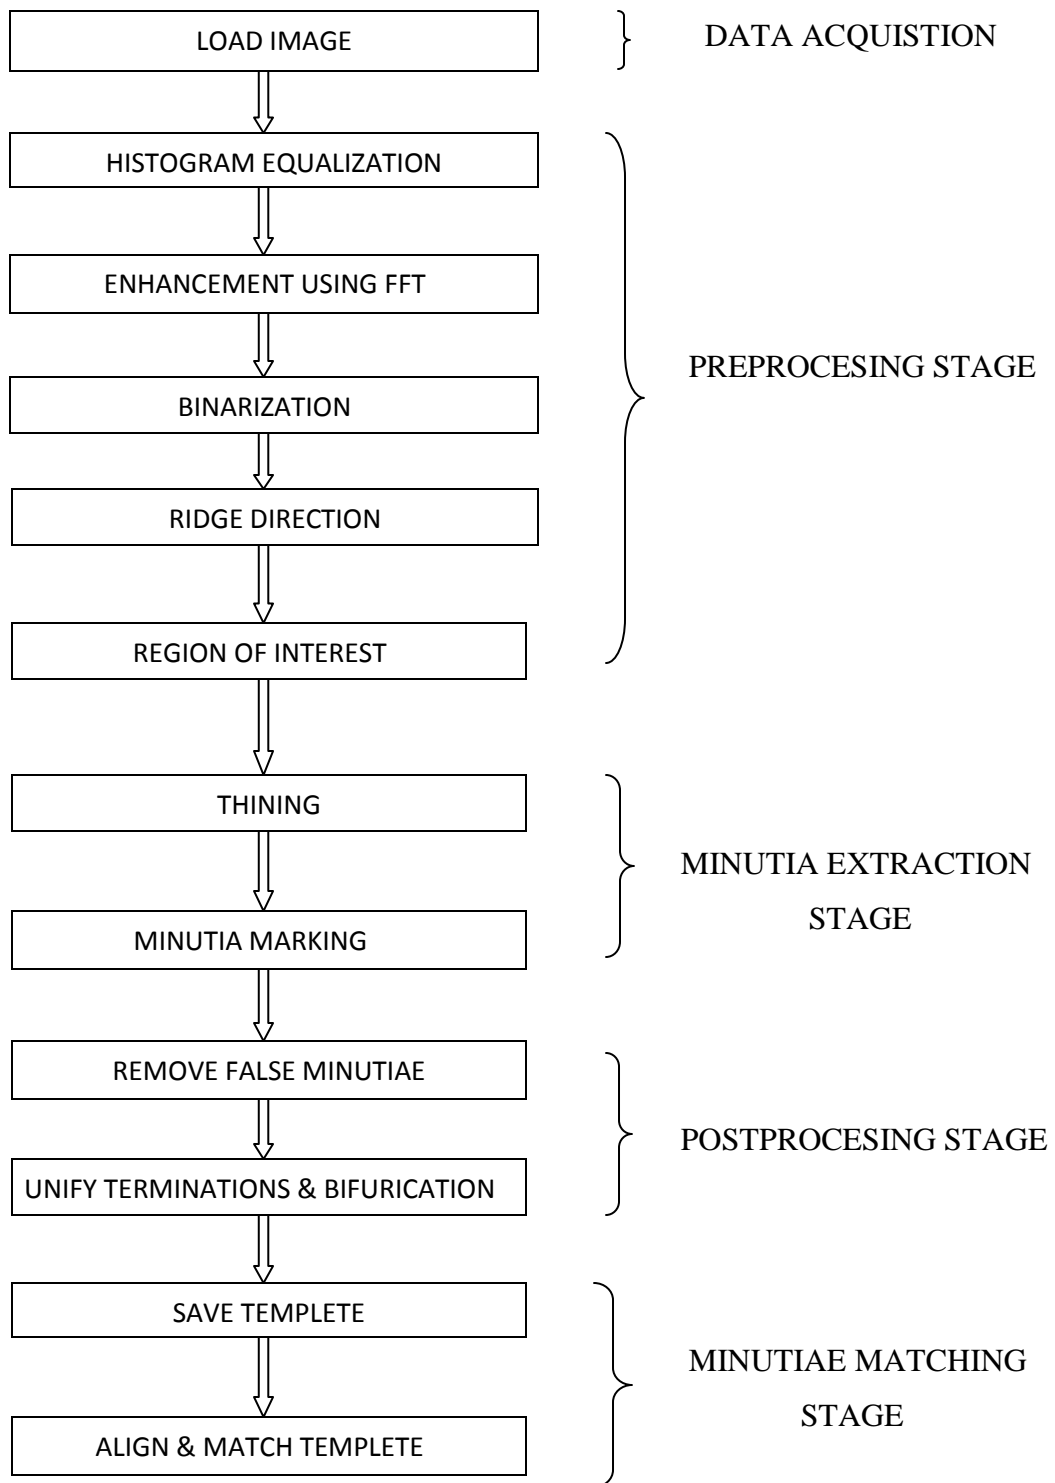 LOAD IMAGE
DATA ACQUISTION
HISTOGRAM EQUALIZATION
ENHANCEMENT USING FFT
PREPROCESING STAGE
BINARIZATION
RIDGE DIRECTION
REGION OF INTEREST
THINING
MINUTIA EXTRACTION
STAGE
MINUTIA MARKING
REMOVE FALSE MINUTIAE
POSTPROCESING STAGE
UNIFY TERMINATIONS & BIFURICATION
SAVE TEMPLETE
MINUTIAE MATCHING
STAGE
ALIGN & MATCH TEMPLETE